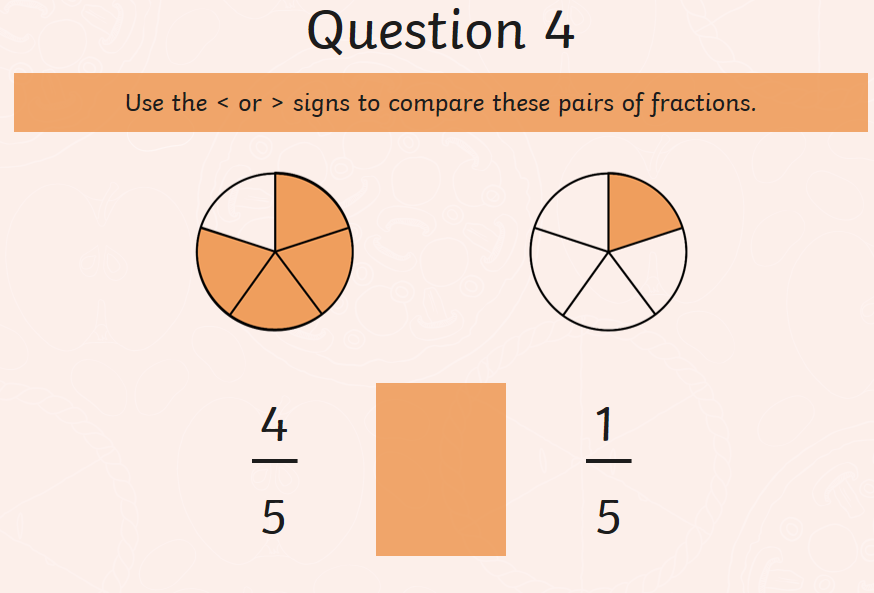 Question 4
Use the < or > signs to compare these pairs of fractions.
4 1
5 5